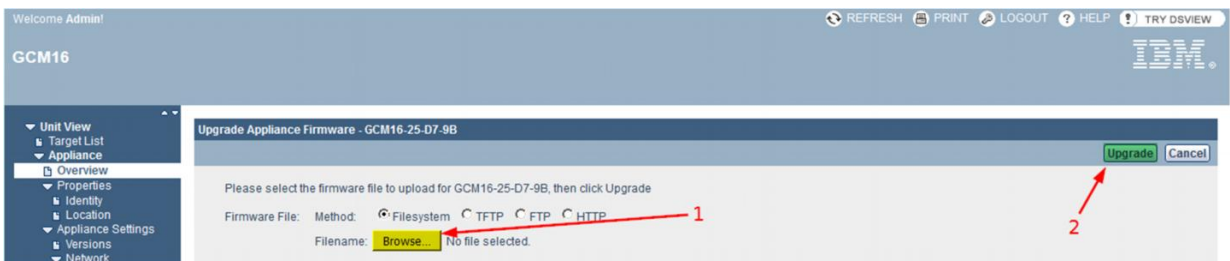 Welcome Admin!
REFRESH PRINT LOGOUT ? HELP TRY DSVIEW
GCM16
IBM®
Unit View
Target List
Appliance
Overview
Properties
Identity
Location
Appliance Settings
Versions
Network
Upgrade Appliance Firmware - GCM16-25-D7-9B
Upgrade Cancel
Please select the firmware file to upload for GCM16-25-D7-9B, then click Upgrade
Firmware File: Method: Filesystem TFTP FTP HTTP
1
2
Filename: Browse... No file selected.